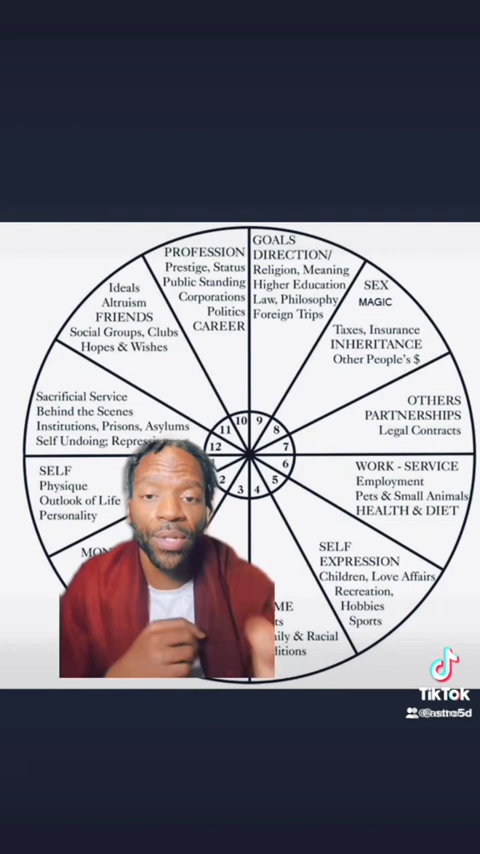 GOALS
DIRECTION/
Religion, Meaning
Higher Education
Law, Philosophy
Foreign Trips
SEX
MAGIC
Taxes, Insurance
INHERITANCE
Other People's $
OTHERS
PARTNERSHIPS
Legal Contracts
WORK - SERVICE
Employment
Pets & Small Animals
HEALTH & DIET
SELF
EXPRESSION
Children, Love Affairs
Recreation,
Hobbies
Sports
ME
ts
ily & Racial
ditions
MON
SELF
Physique
Outlook of Life
Personality
Sacrificial Service
Behind the Scenes
Institutions, Prisons, Asylums
Self Undoing; Repres
Ideals
Altruism
FRIENDS
Social Groups, Clubs
Hopes & Wishes
PROFESSION
Prestige, Status
Public Standing
Corporations
Politics
CAREER
10
9
11
8
12
7
6
2
5
3
4
TikTok